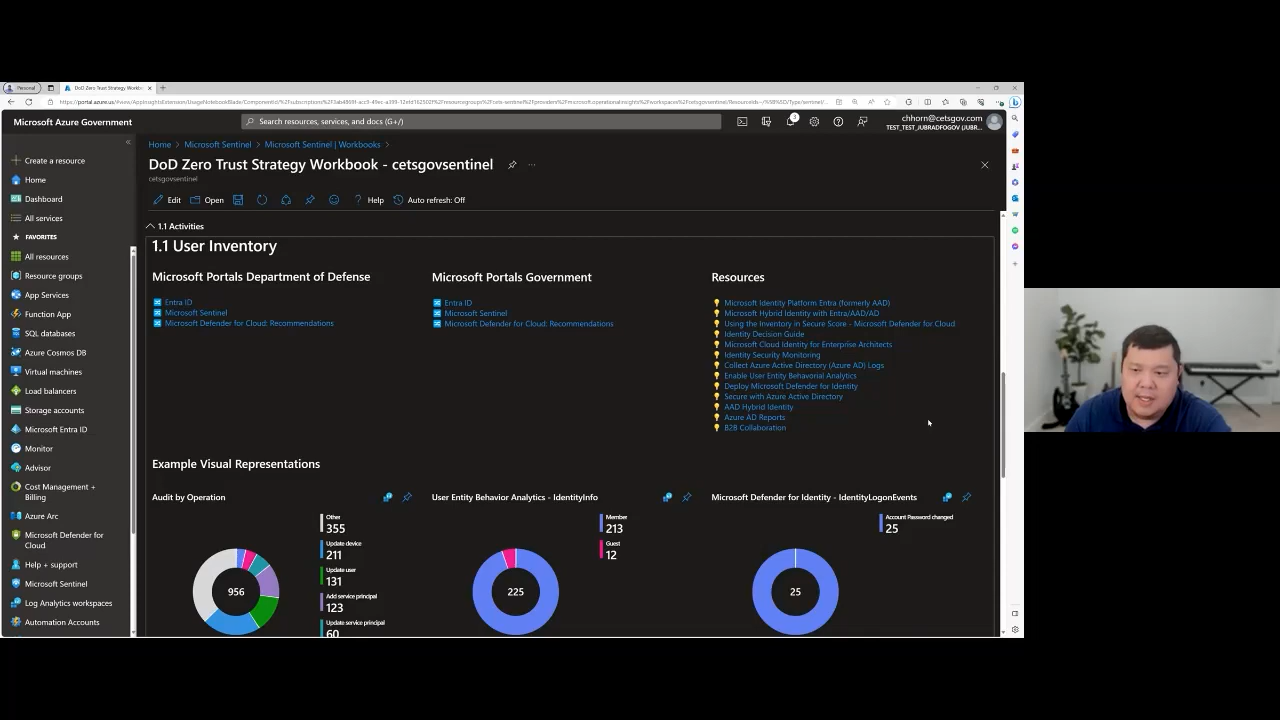 Personal
DoD Zero Trust Strategy Workb
Microsoft Azure Government
Search resources, services, and docs (G+/)
3
chhorn@cetsgov.com
TEST_TEST_JUBRADFOGOV (JUBR...
Create a resource
Home
Dashboard
All services
FAVORITES
All resources
Resource groups
App Services
Function App
SQL databases
Azure Cosmos DB
Virtual machines
Load balancers
Storage accounts
Microsoft Entra ID
Monitor
Advisor
Cost Management +
Billing
Azure Arc
Microsoft Defender for
Cloud
Help + support
Microsoft Sentinel
Log Analytics workspaces
Automation Accounts
Home > Microsoft Sentinel > Microsoft Sentinel | Workbooks >
DoD Zero Trust Strategy Workbook - cetsgovsentinel
cetsgovsentinel
Edit Open Help Auto refresh: Off
1.1 Activities
1.1 User Inventory
Microsoft Portals Department of Defense
Entra ID
Microsoft Sentinel
Microsoft Defender for Cloud: Recommendations
Microsoft Portals Government
Entra ID
Microsoft Sentinel
Microsoft Defender for Cloud: Recommendations
Resources
Microsoft Identity Platform Entra (formerly AAD)
Microsoft Hybrid Identity with Entra/AAD/AD
Using the Inventory in Secure Score - Microsoft Defender for Cloud
Identity Decision Guide
Microsoft Cloud Identity for Enterprise Architects
Identity Security Monitoring
Collect Azure Active Directory (Azure AD) Logs
Enable User Entity Behavorial Analytics
Deploy Microsoft Defender for Identity
Secure with Azure Active Directory
AAD Hybrid Identity
Azure AD Reports
B2B Collaboration
Example Visual Representations
Audit by Operation
956
Other
355
Update device
211
Update user
131
Add service principal
123
Update service principal
60
User Entity Behavior Analytics - IdentityInfo
225
Member
213
Guest
12
Microsoft Defender for Identity - IdentityLogonEvents
25
Account Password changed
25